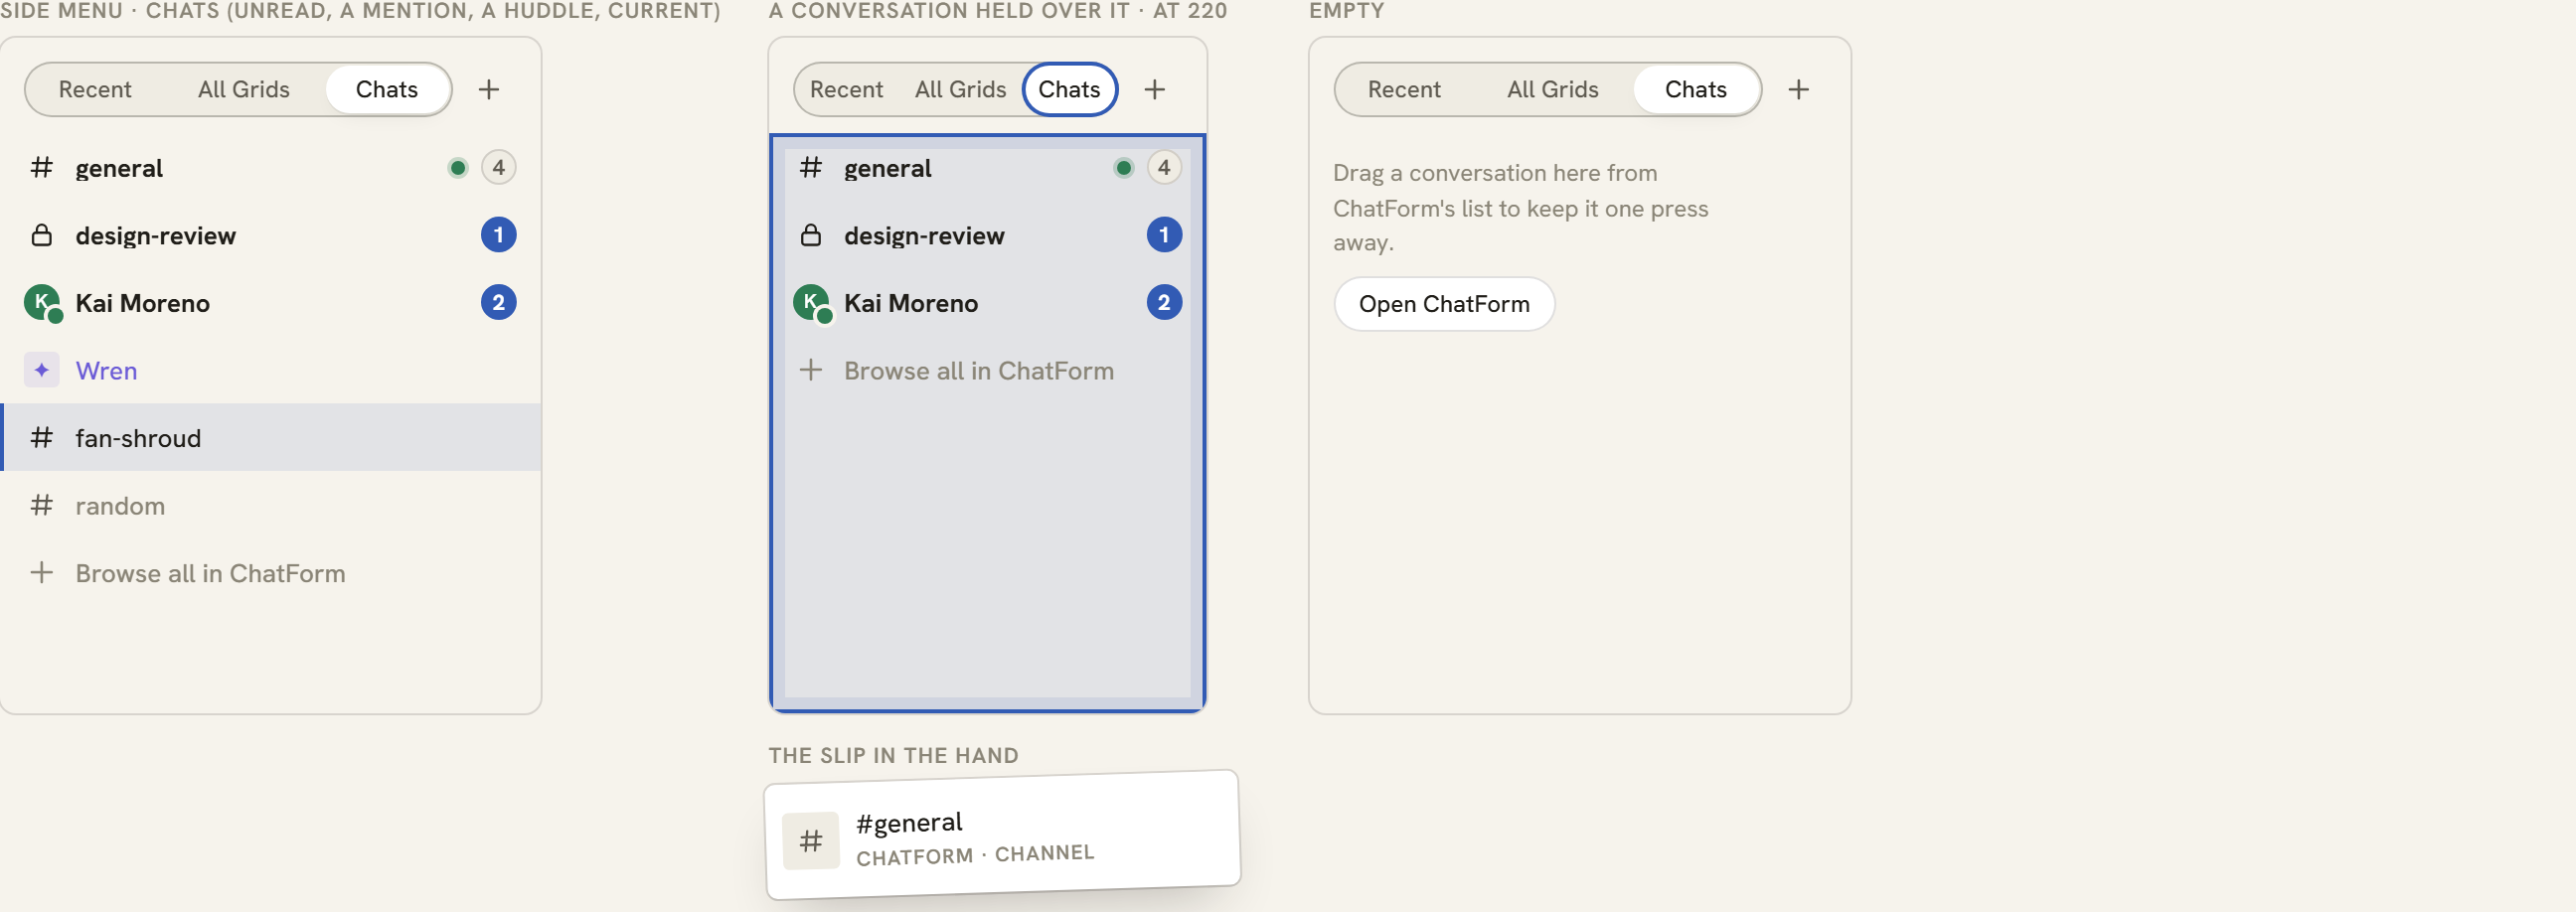 SIDE MENU · CHATS (UNREAD, A MENTION, A HUDDLE, CURRENT)
Recent
All Grids
Chats
general
4
design-review
1
K
Kai Moreno
2
Wren
# fan-shroud
# random
+ Browse all in ChatForm
A CONVERSATION HELD OVER IT · AT 220
Recent
All Grids
Chats
# general
4
design-review
1
K
Kai Moreno
2
+ Browse all in ChatForm
THE SLIP IN THE HAND
#
#general
CHATFORM · CHANNEL
EMPTY
Recent
All Grids
Chats
Drag a conversation here from
ChatForm's list to keep it one press
away.
Open ChatForm